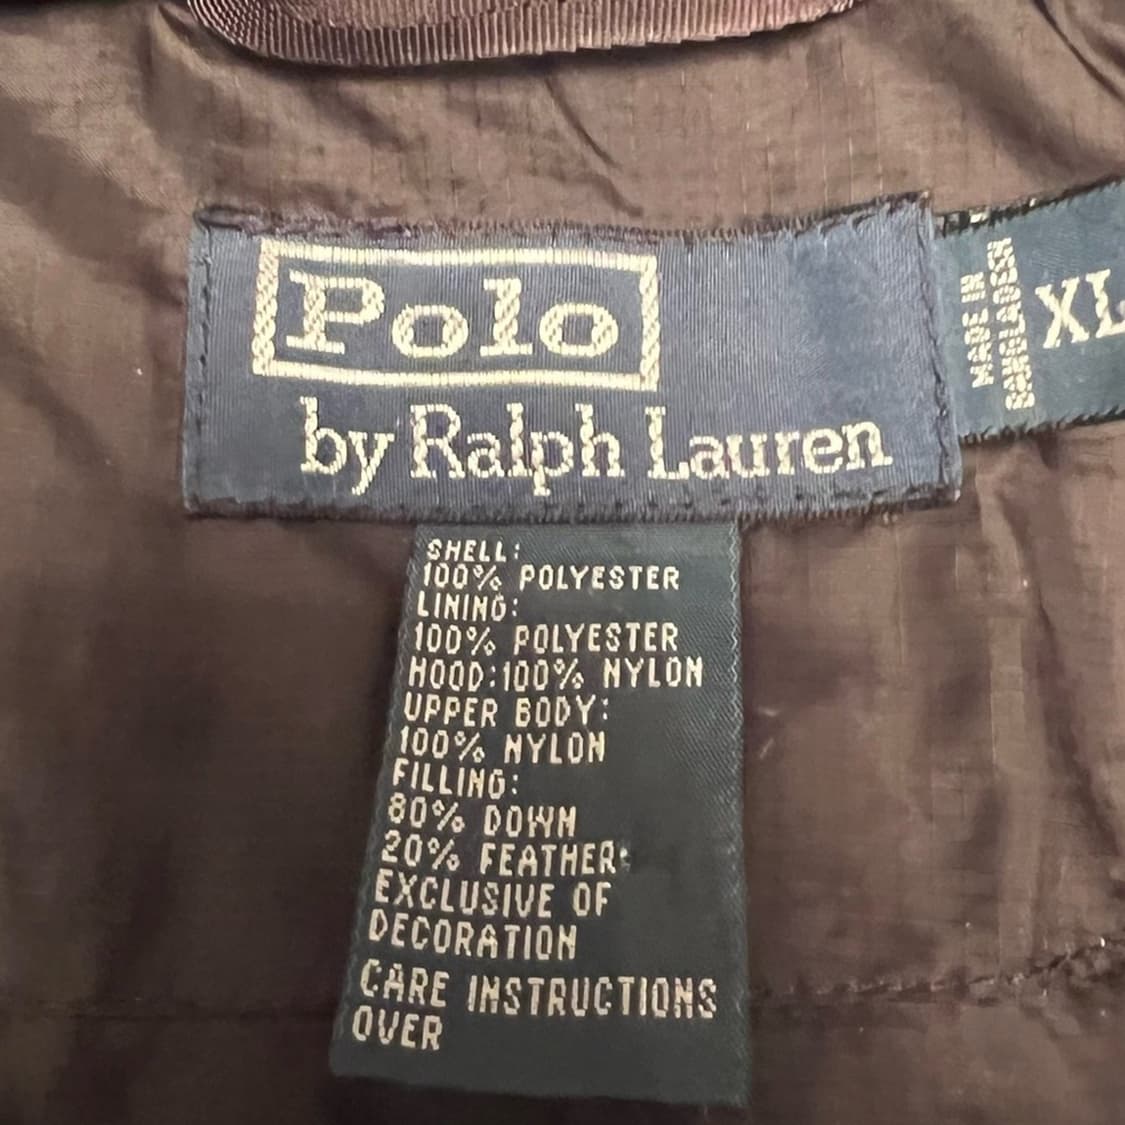 Polo
by Ralph Lauren
MADE IN
BANGLADESH
XL
SHELL:
100% POLYESTER
LINING:
100% POLYESTER
HOOD:100% NYLON
UPPER BODY:
100% NYLON
FILLING:
80% DOWN
20% FEATHER:
EXCLUSIVE OF
DECORATION
CARE INSTRUCTIONS
OVER